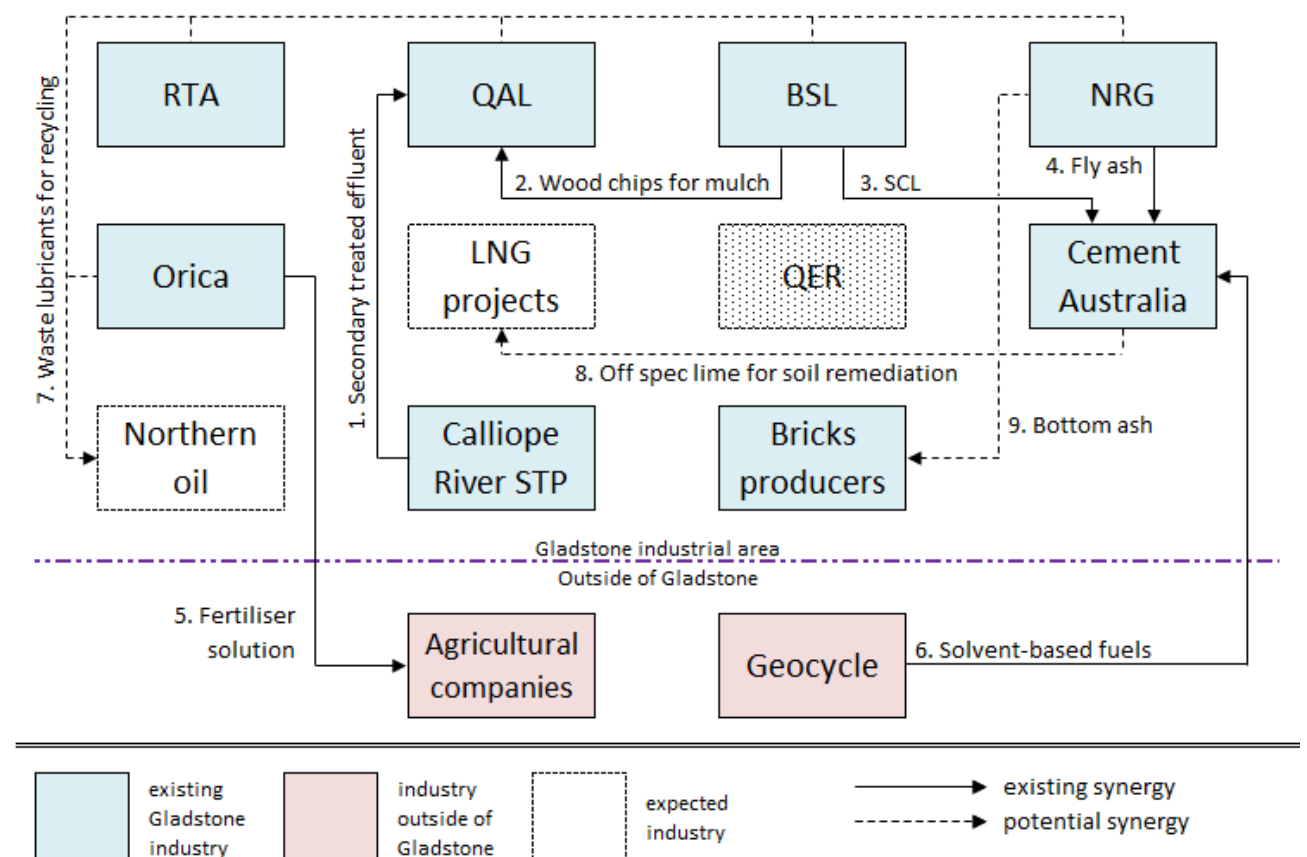 RTA
QAL
BSL
NRG
7. Waste lubricants for recycling
1. Secondary treated effluent
2. Wood chips for mulch
3. SCL
4. Fly ash
Orica
LNG
projects
QER
Cement
Australia
8. Off spec lime for soil remediation
Northern
oil
Calliope
River STP
Bricks
producers
9. Bottom ash
Gladstone industrial area
Outside of Gladstone
5. Fertiliser
solution
Agricultural
companies
Geocycle
6. Solvent-based fuels
existing
Gladstone
industry
industry
outside of
Gladstone
expected
industry
existing synergy
potential synergy